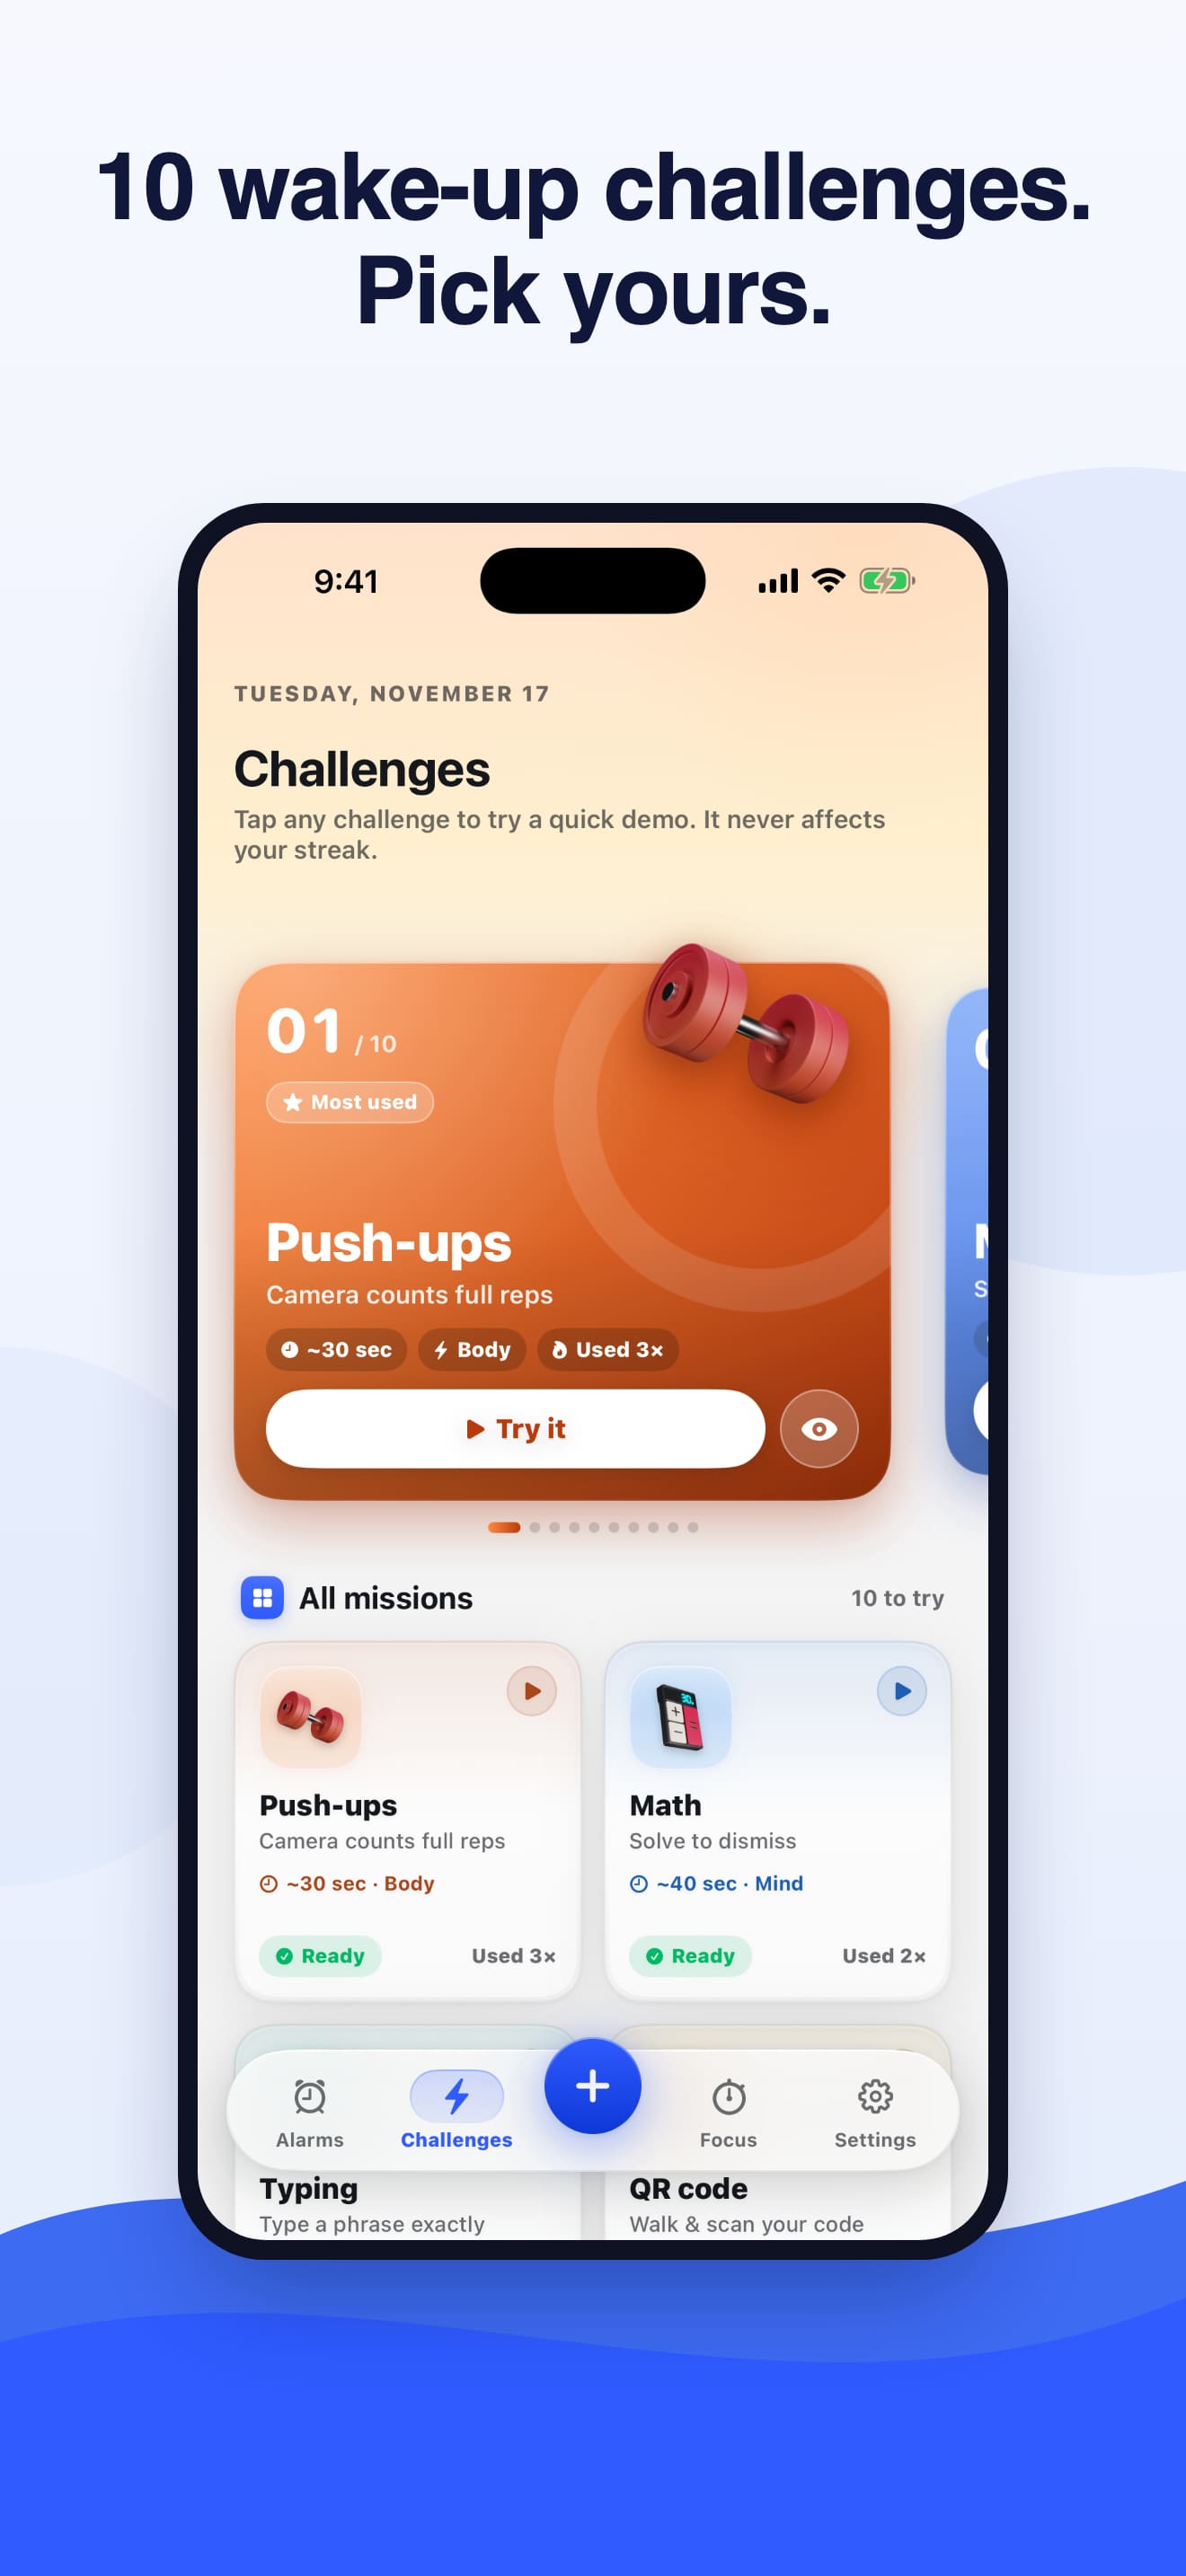 10 wake-up challenges.
Pick yours.
9:41
TUESDAY, NOVEMBER 17
Challenges
Tap any challenge to try a quick demo. It never affects
your streak.
01 / 10
Most used
Push-ups
Camera counts full reps
~30 sec
Body
Used 3×
Try it
All missions
10 to try
Push-ups
Camera counts full reps
~30 sec · Body
Ready
Used 3×
Math
Solve to dismiss
~40 sec · Mind
Ready
Used 2×
Alarms
Challenges
Focus
Settings
Typing
Type a phrase exactly
QR code
Walk & scan your code